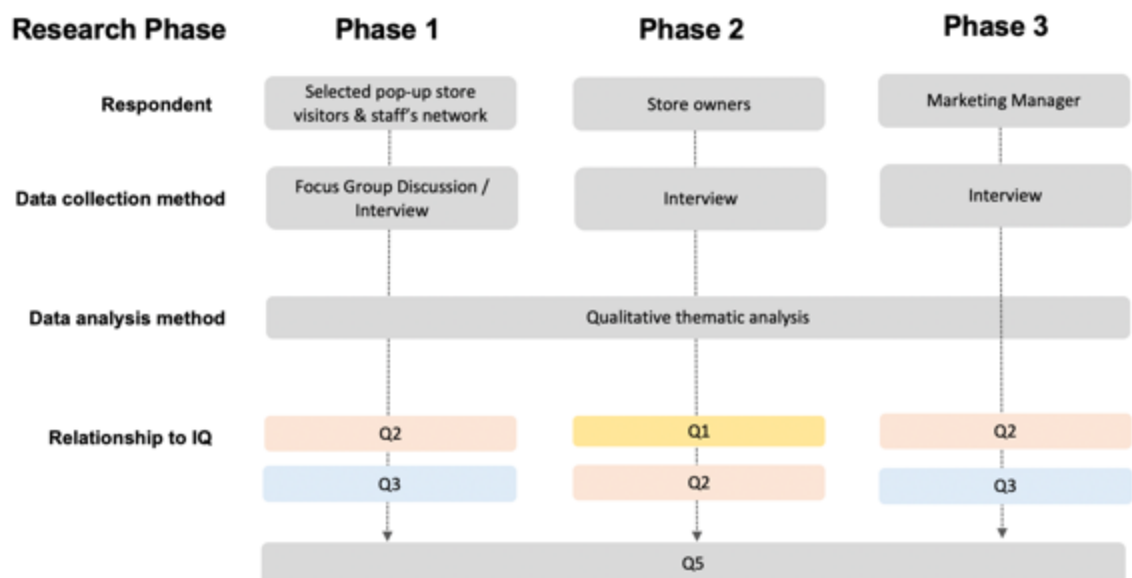 Research Phase
Phase 1
Phase 2
Phase 3
Respondent
Selected pop-up store
visitors & staff's network
Store owners
Marketing Manager
Data collection method
Focus Group Discussion /
Interview
Interview
Interview
Data analysis method
Qualitative thematic analysis
Relationship to IQ
Q2
Q1
Q2
Q3
Q2
Q3
Q5